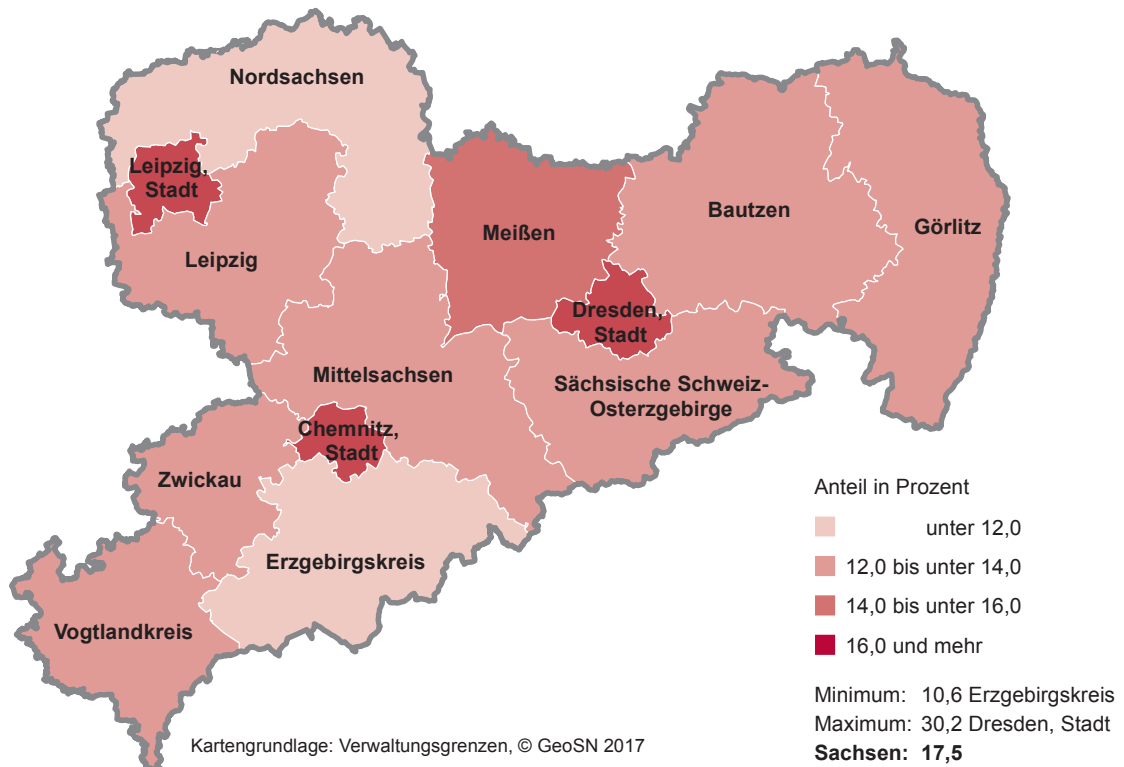 Nordsachsen
Leipzig,
Stadt
Leipzig
Meißen
Bautzen
Görlitz
Dresden,
Stadt
Mittelsachsen
Sächsische Schweiz-
Osterzgebirge
Chemnitz,
Stadt
Zwickau
Erzgebirgskreis
Vogtlandkreis
Anteil in Prozent
unter 12,0
12,0 bis unter 14,0
14,0 bis unter 16,0
16,0 und mehr
Minimum: 10,6 Erzgebirgskreis
Maximum: 30,2 Dresden, Stadt
Sachsen: 17,5
Kartengrundlage: Verwaltungsgrenzen, © GeoSN 2017